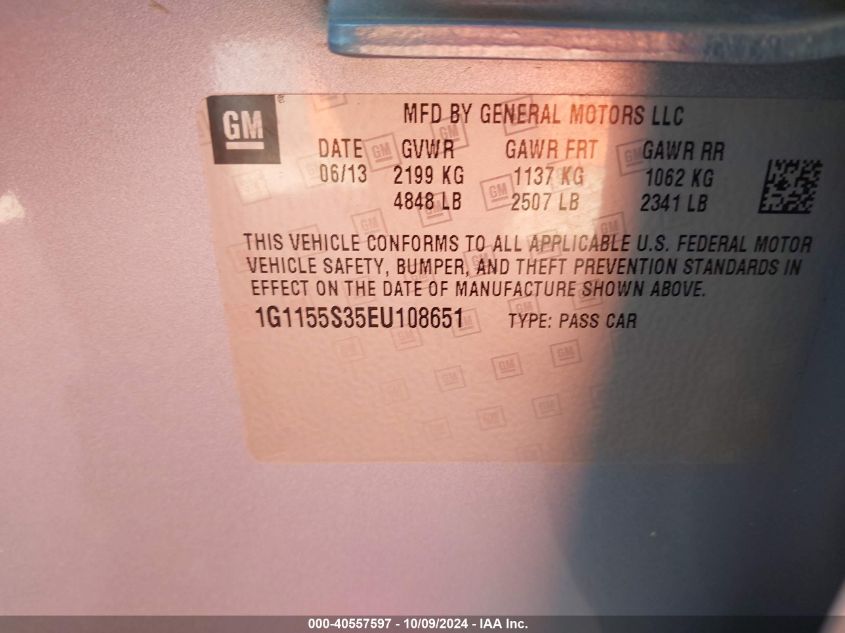 GM
MFD BY GENERAL MOTORS LLC
DATE GVWR GAWR FRT GAWR RR
06/13 2199 KG 1137 KG 1062 KG
4848 LB 2507 LB 2341 LB
THIS VEHICLE CONFORMS TO ALL APPLICABLE U.S. FEDERAL MOTOR
VEHICLE SAFETY, BUMPER, AND THEFT PREVENTION STANDARDS IN
EFFECT ON THE DATE OF MANUFACTURE SHOWN ABOVE.
1G1155S35EU108651 TYPE: PASS CAR
000-40557597 - 10/09/2024 - IAA Inc.